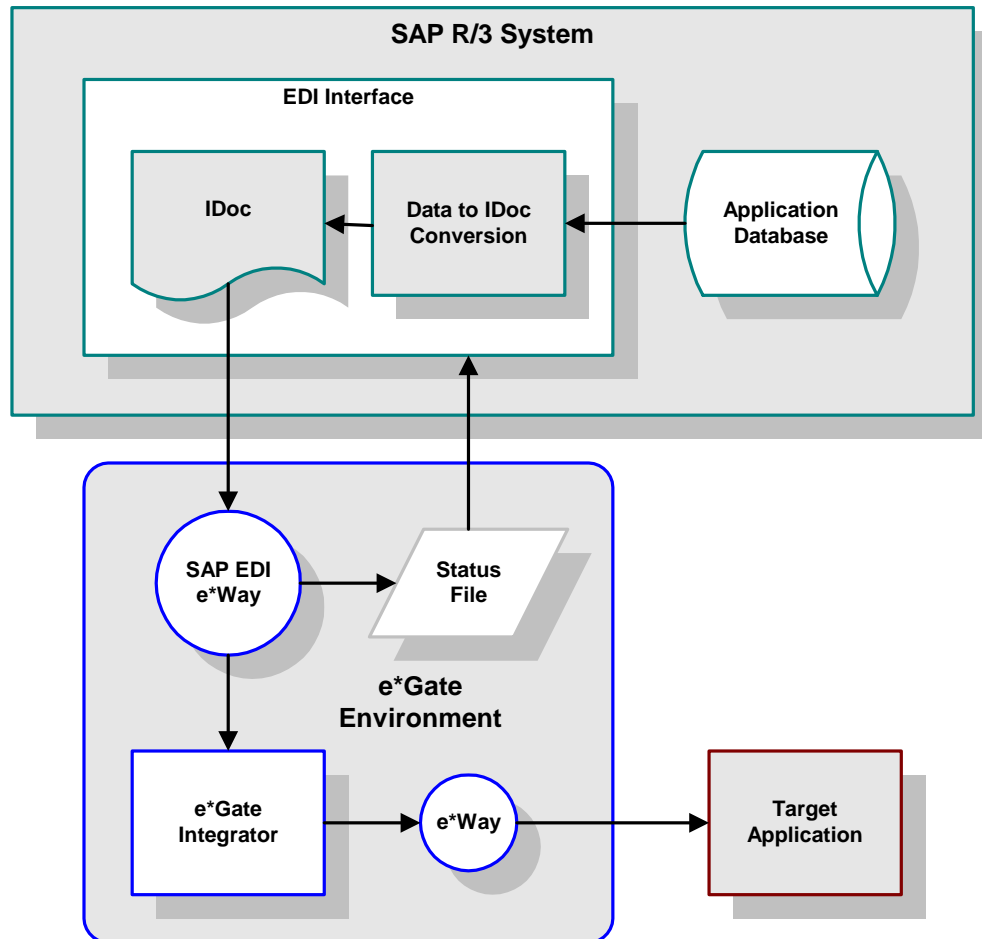 SAP R/3 System
EDI Interface
IDoc
Data to IDoc
Conversion
Application
Database
SAP EDI
e*Way
Status
File
e*Gate
Environment
e*Gate
Integrator
e*Way
Target
Application